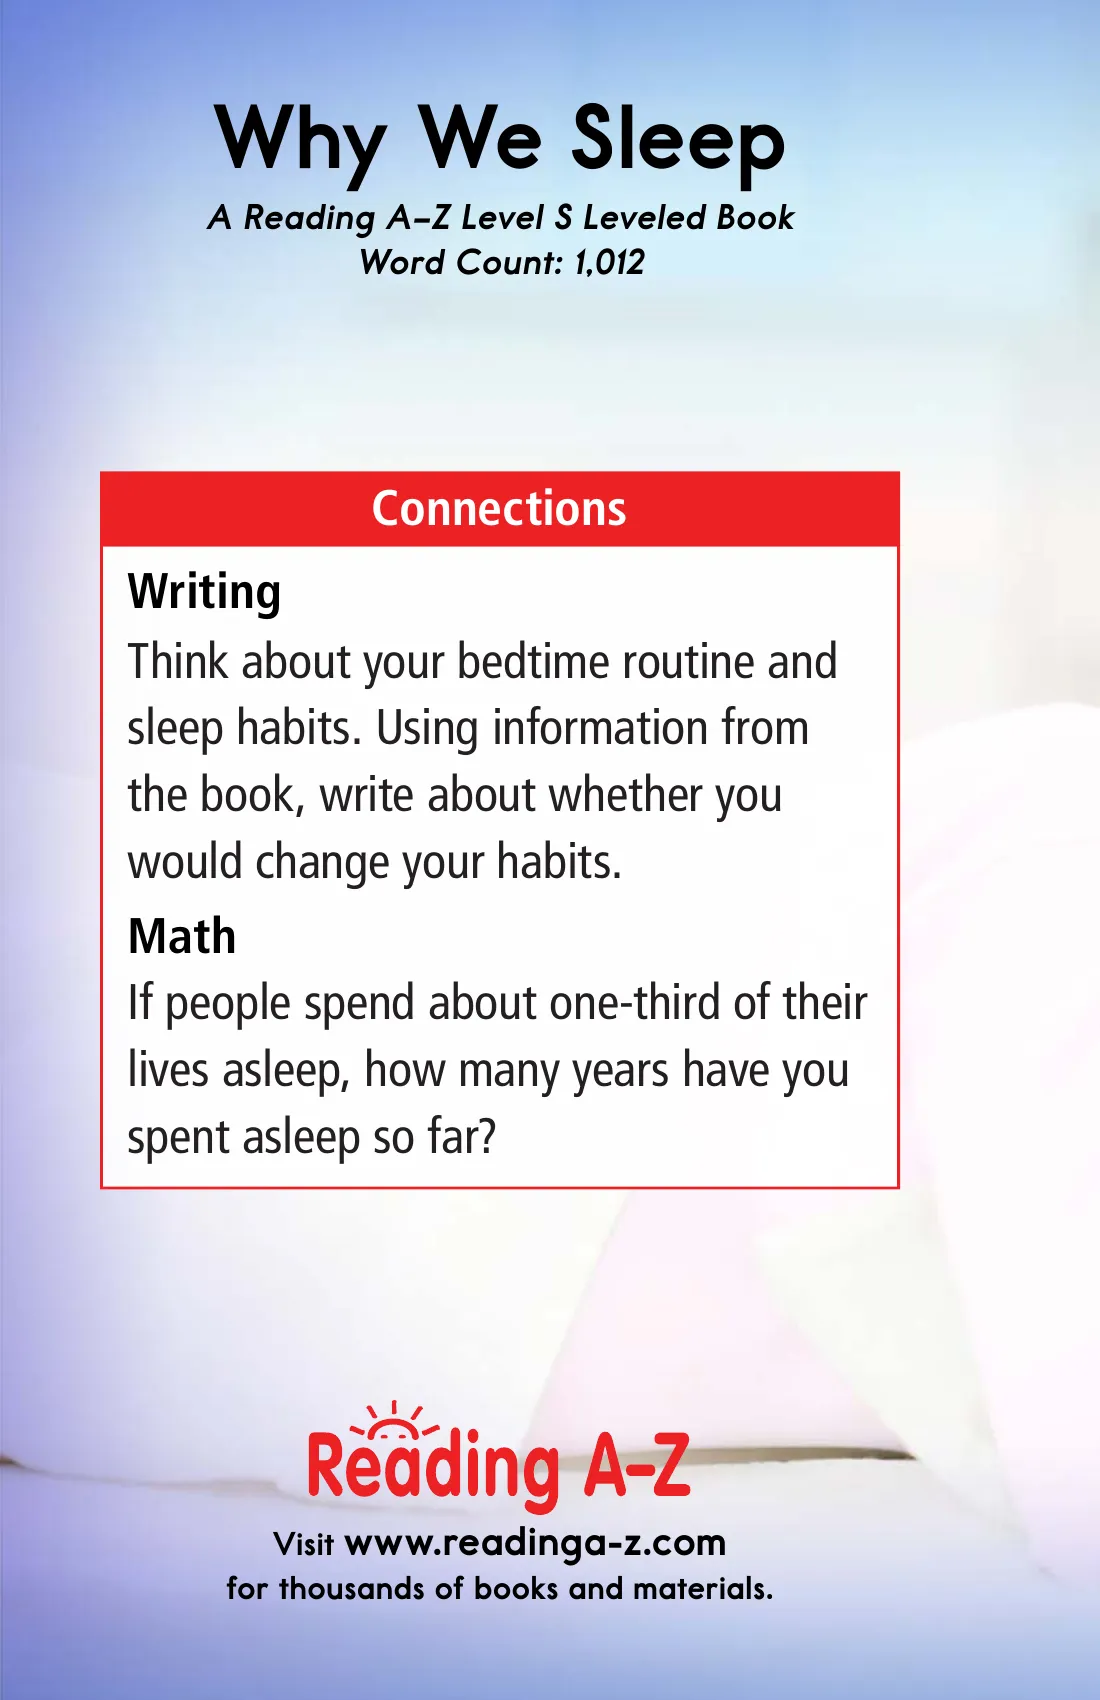 Why We Sleep
A Reading A–Z Level S Leveled Book
Word Count: 1,012
Connections
Writing
Think about your bedtime routine and
sleep habits. Using information from
the book, write about whether you
would change your habits.
Math
If people spend about one-third of their
lives asleep, how many years have you
spent asleep so far?
Reading A–Z
Visit www.readinga-z.com
for thousands of books and materials.